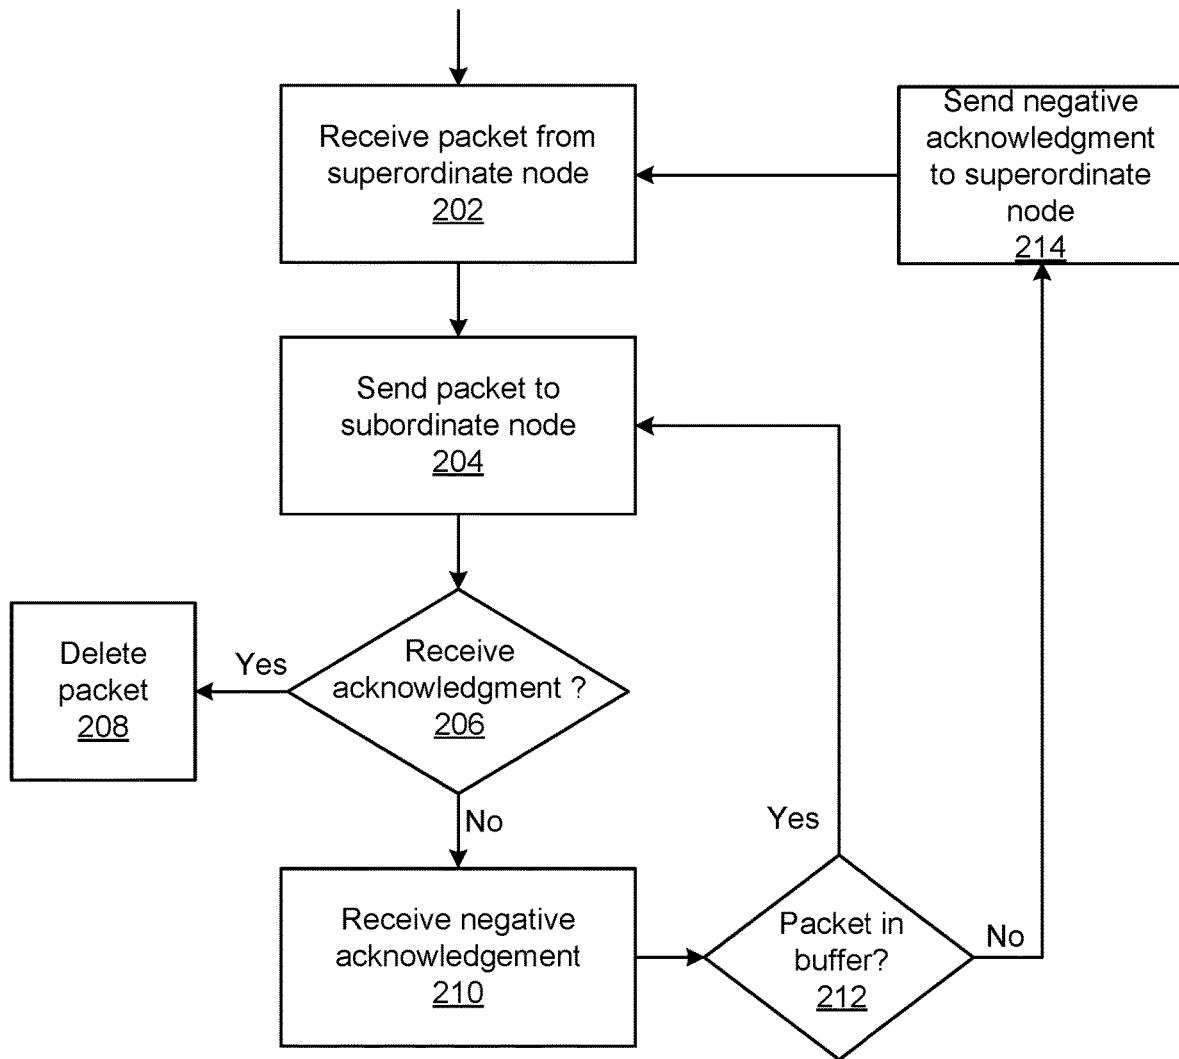 Receive packet from
superordinate node
202
Send negative
acknowledgment
to superordinate
node
214
Send packet to
subordinate node
204
Receive
acknowledgment ?
206
Yes
Delete
packet
208
No
Receive negative
acknowledgement
210
Packet in
buffer?
212
Yes
No